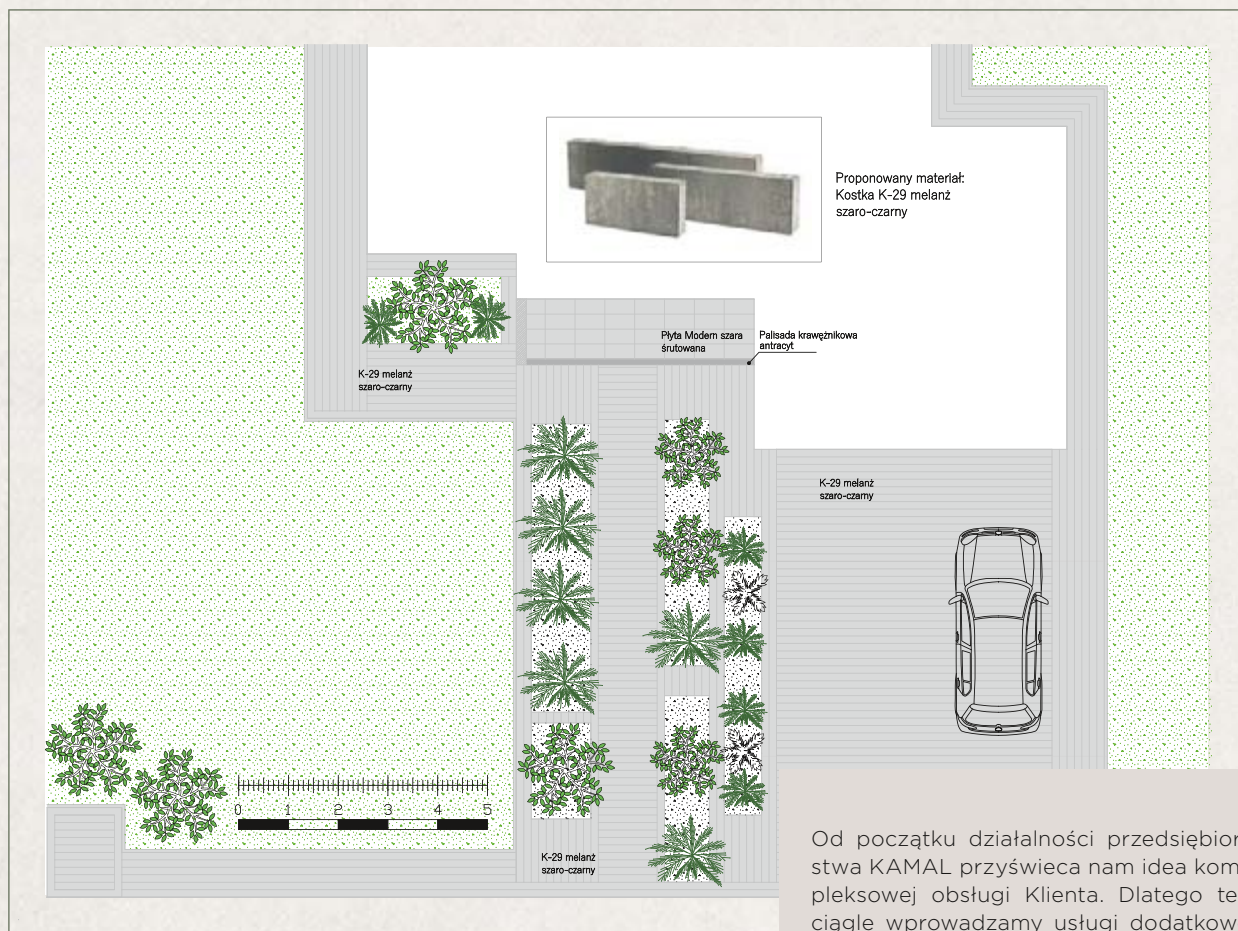 Proponowany materiał:
Kostka K-29 melanż
szaro-czarny
Płyta Modern szara
śrutowana
Palisada krawężnikowa
antracyt
K-29 melanż
szaro-czarny
K-29 melanż
szaro-czarny
0 1 2 3 4 5
K-29 melanż
szaro-czarny
Od początku działalności przedsiębior
stwa KAMAL przyświeca nam idea kom
pleksowej obsługi Klienta. Dlatego te
ciągle wprowadzamy usługi dodatkow